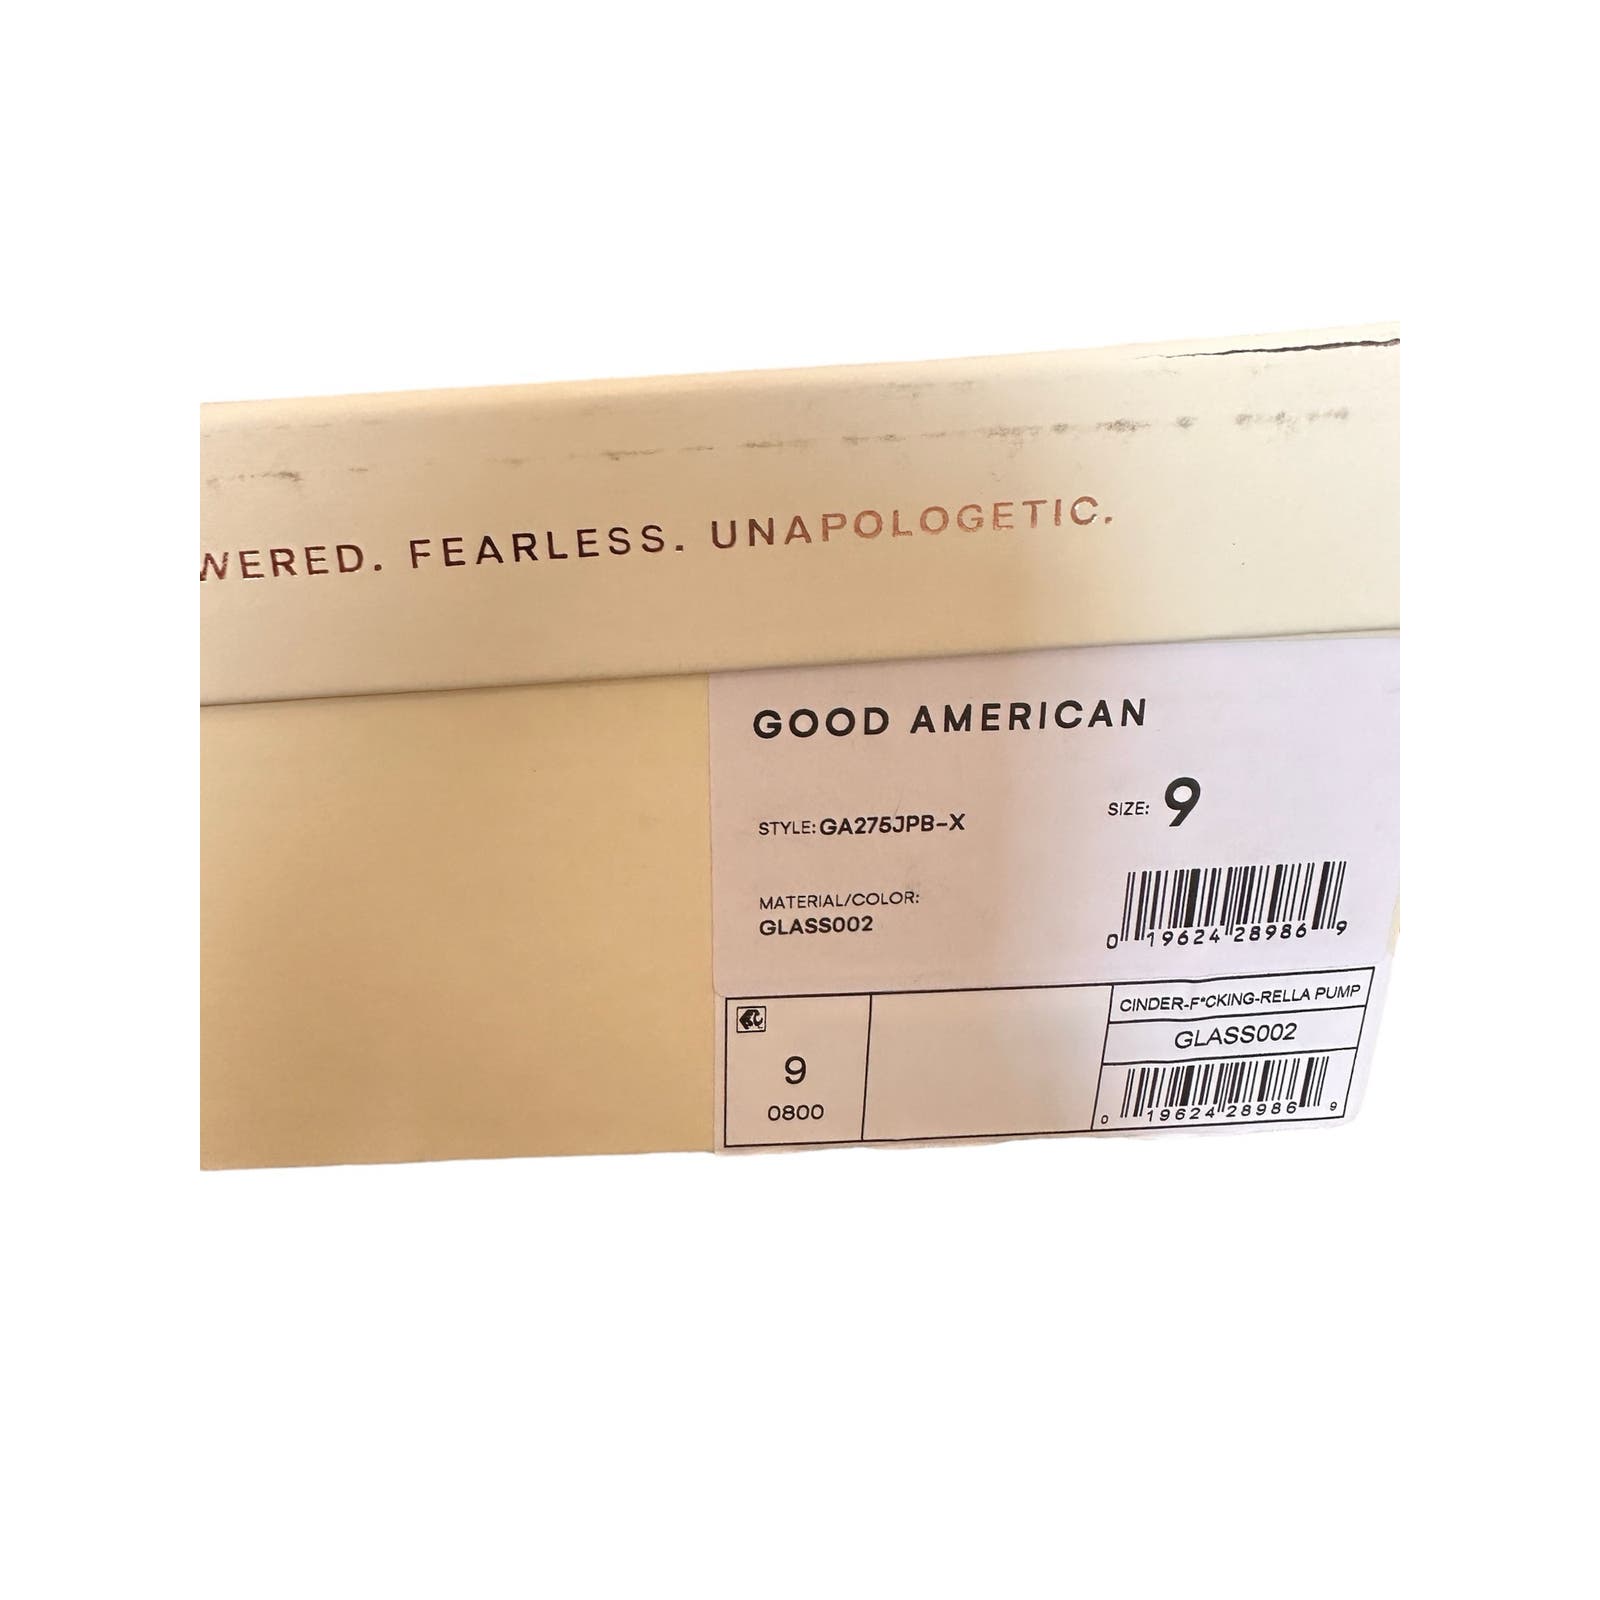 WERED. FEARLESS. UNAPOLOGETIC.
GOOD AMERICAN
STYLE: GA275JPB-X
SIZE: 9
MATERIAL/COLOR:
GLASS002
0 19624 28986 9
9
0800
CINDER-F*CKING-RELLA PUMP
GLASS002
0 19624 28986 9